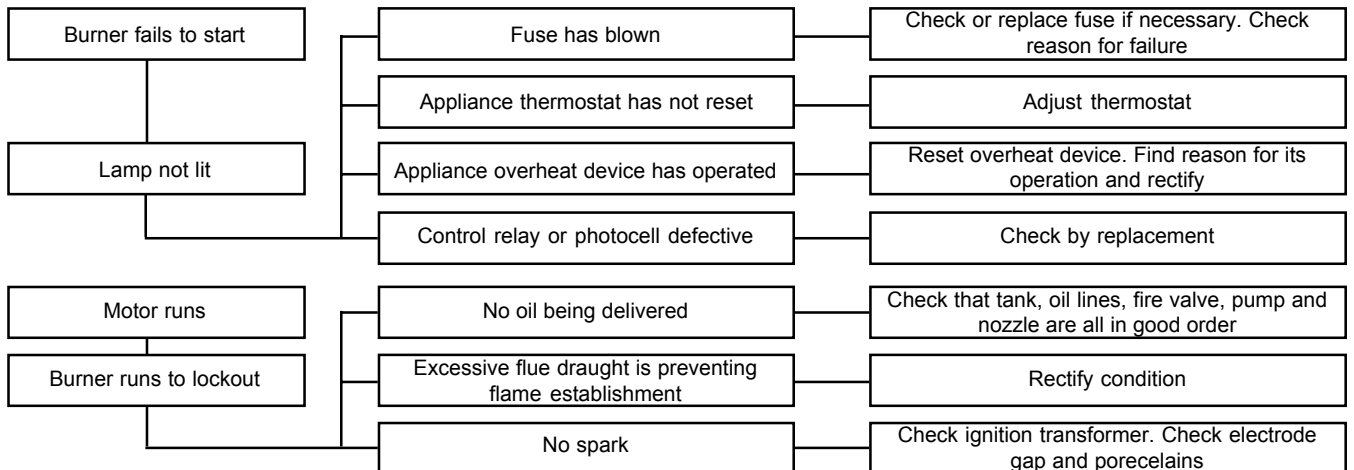 Burner fails to start
Fuse has blown
Check or replace fuse if necessary. Check
reason for failure
Appliance thermostat has not reset
Adjust thermostat
Lamp not lit
Appliance overheat device has operated
Reset overheat device. Find reason for its
operation and rectify
Control relay or photocell defective
Check by replacement
Motor runs
No oil being delivered
Check that tank, oil lines, fire valve, pump and
nozzle are all in good order
Burner runs to lockout
Excessive flue draught is preventing
flame establishment
Rectify condition
No spark
Check ignition transformer. Check electrode
gap and porecelains